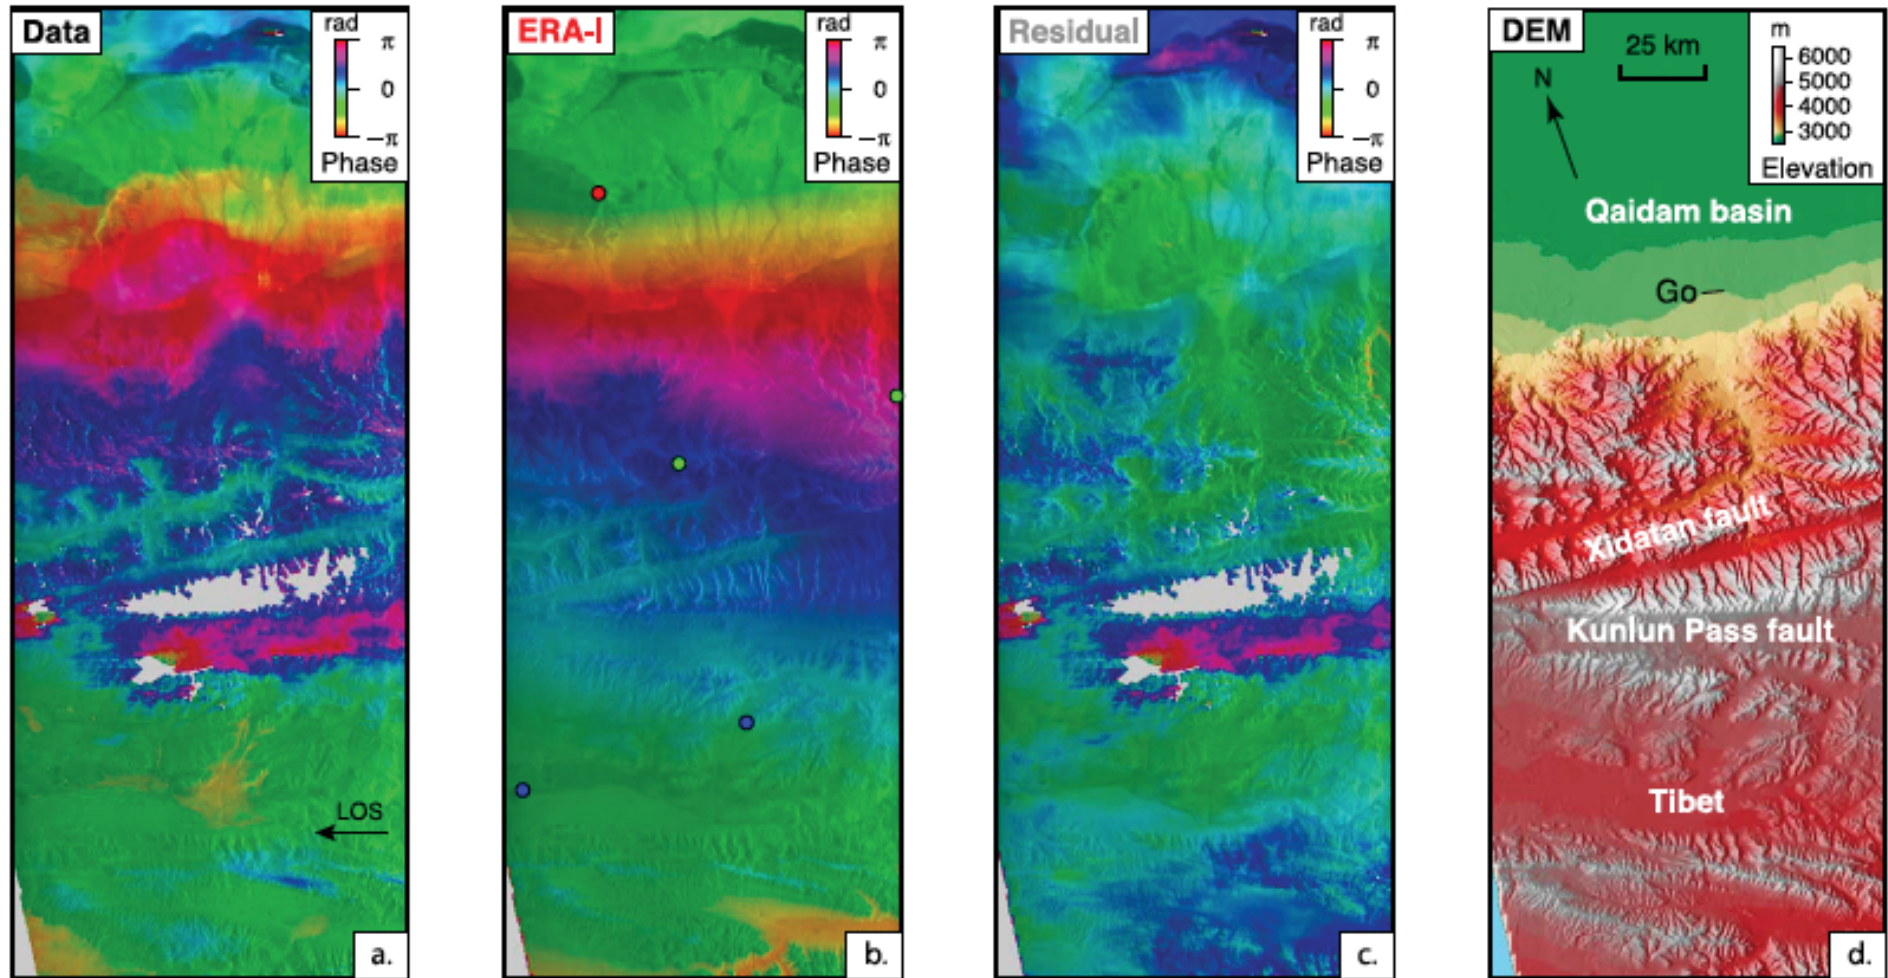 Data
rad
π
0
−π
Phase
LOS
a.
ERA-I
rad
π
0
−π
Phase
b.
Residual
rad
π
0
−π
Phase
c.
DEM
25 km
N
m
6000
5000
4000
3000
Elevation
Qaidam basin
Go
Xidatan fault
Kunlun Pass fault
Tibet
d.